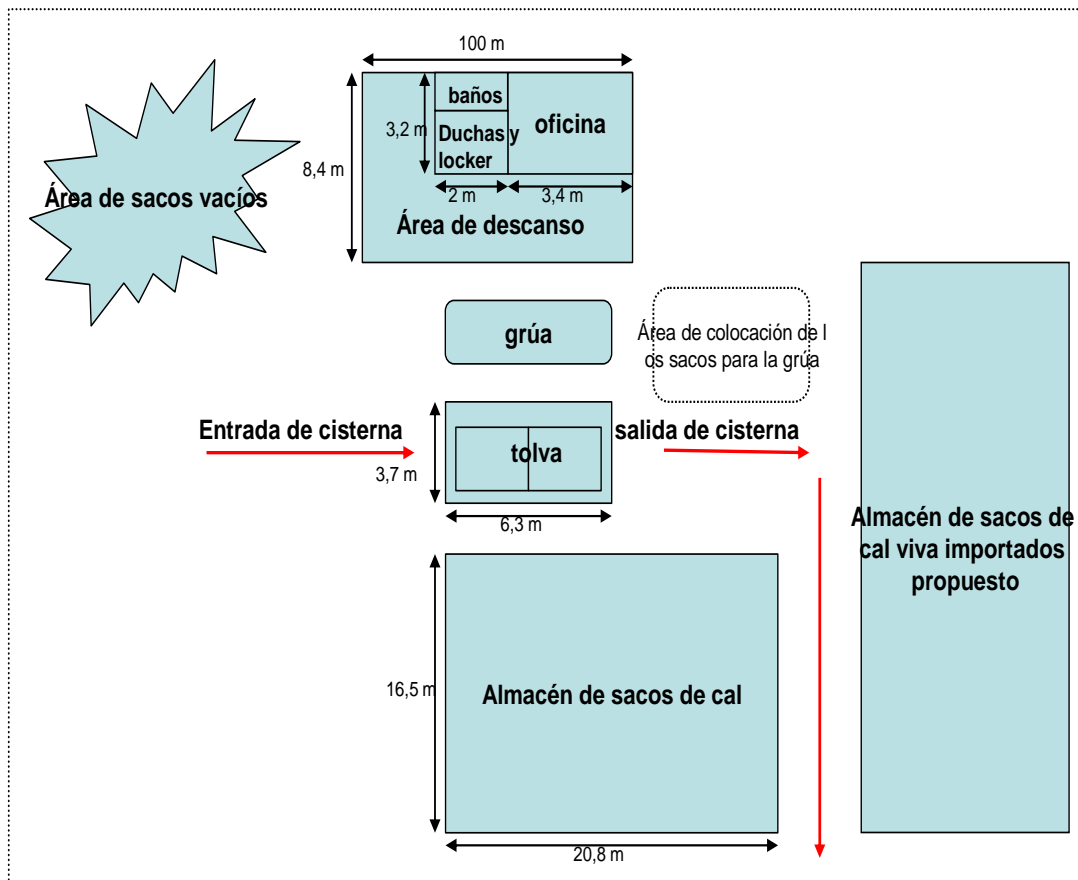 100 m
baños
oficina
3,2 m
Duchas y
locker
8,4 m
2 m
3,4 m
Área de sacos vacíos
Área de descanso
grúa
Área de colocación de l
os sacos para la grúa
Entrada de cisterna
salida de cisterna
tolva
3,7 m
6,3 m
Almacén de sacos de
cal viva importados
propuesto
16,5 m
Almacén de sacos de cal
20,8 m